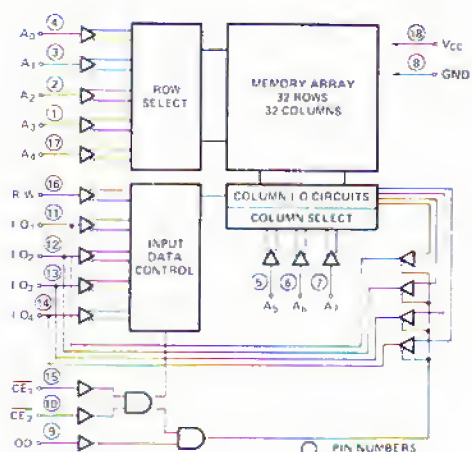 A0 4
A1 3
A2 2
A3 1
A4 17
ROW
SELECT
MEMORY ARRAY
32 ROWS
32 COLUMNS
18 VCC
8 GND
R/W 16
I/O1 11
I/O2 12
I/O3 13
I/O4 14
INPUT
DATA
CONTROL
COLUMN I/O CIRCUITS
COLUMN SELECT
5 6 7
A5 A6 A7
CE1 15
CE2 10
OD 9
PIN NUMBERS